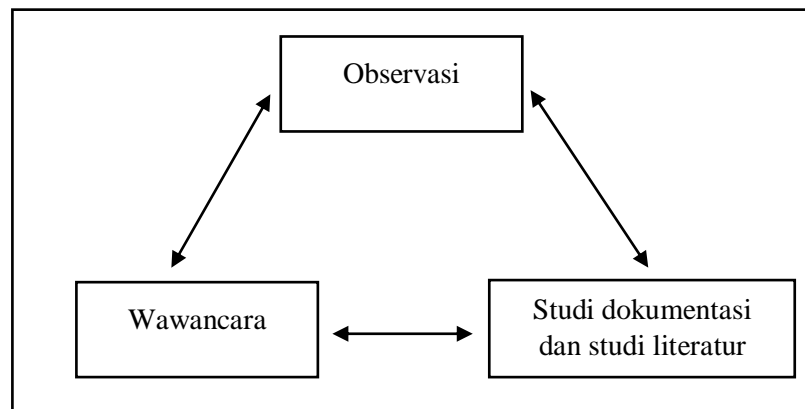 Observasi
Wawancara
Studi dokumentasi
dan studi literatur